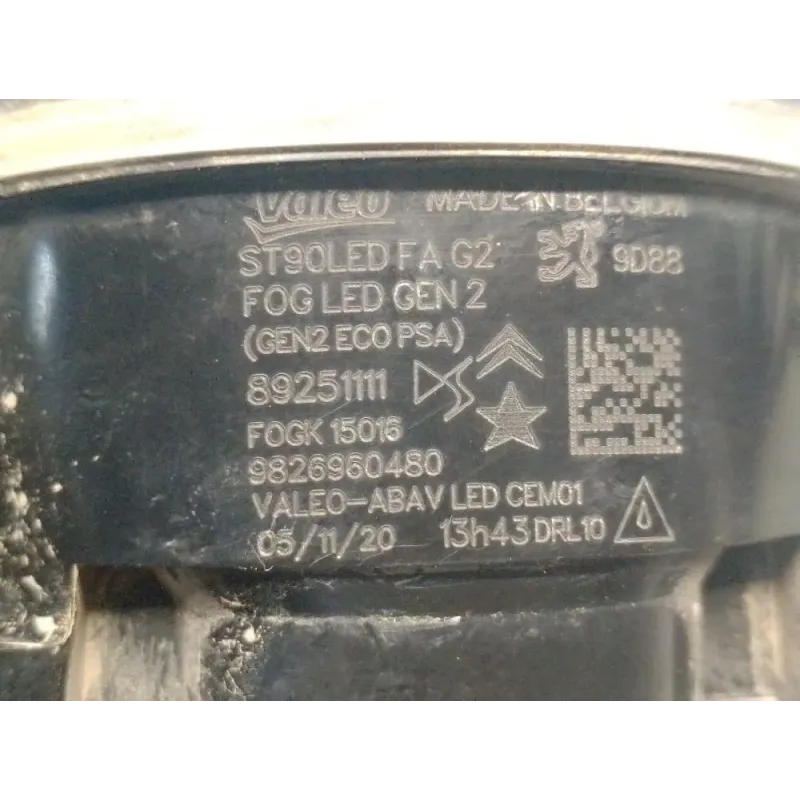 Valeo MADE IN BELGIUM
ST90LED FA G2 9D88
FOG LED GEN 2
(GEN2 ECO PSA)
89251111 DS
FOGK 15016
9826960480
VALEO-ABAV LED CEM01
05/11/20 13h43 DRL10